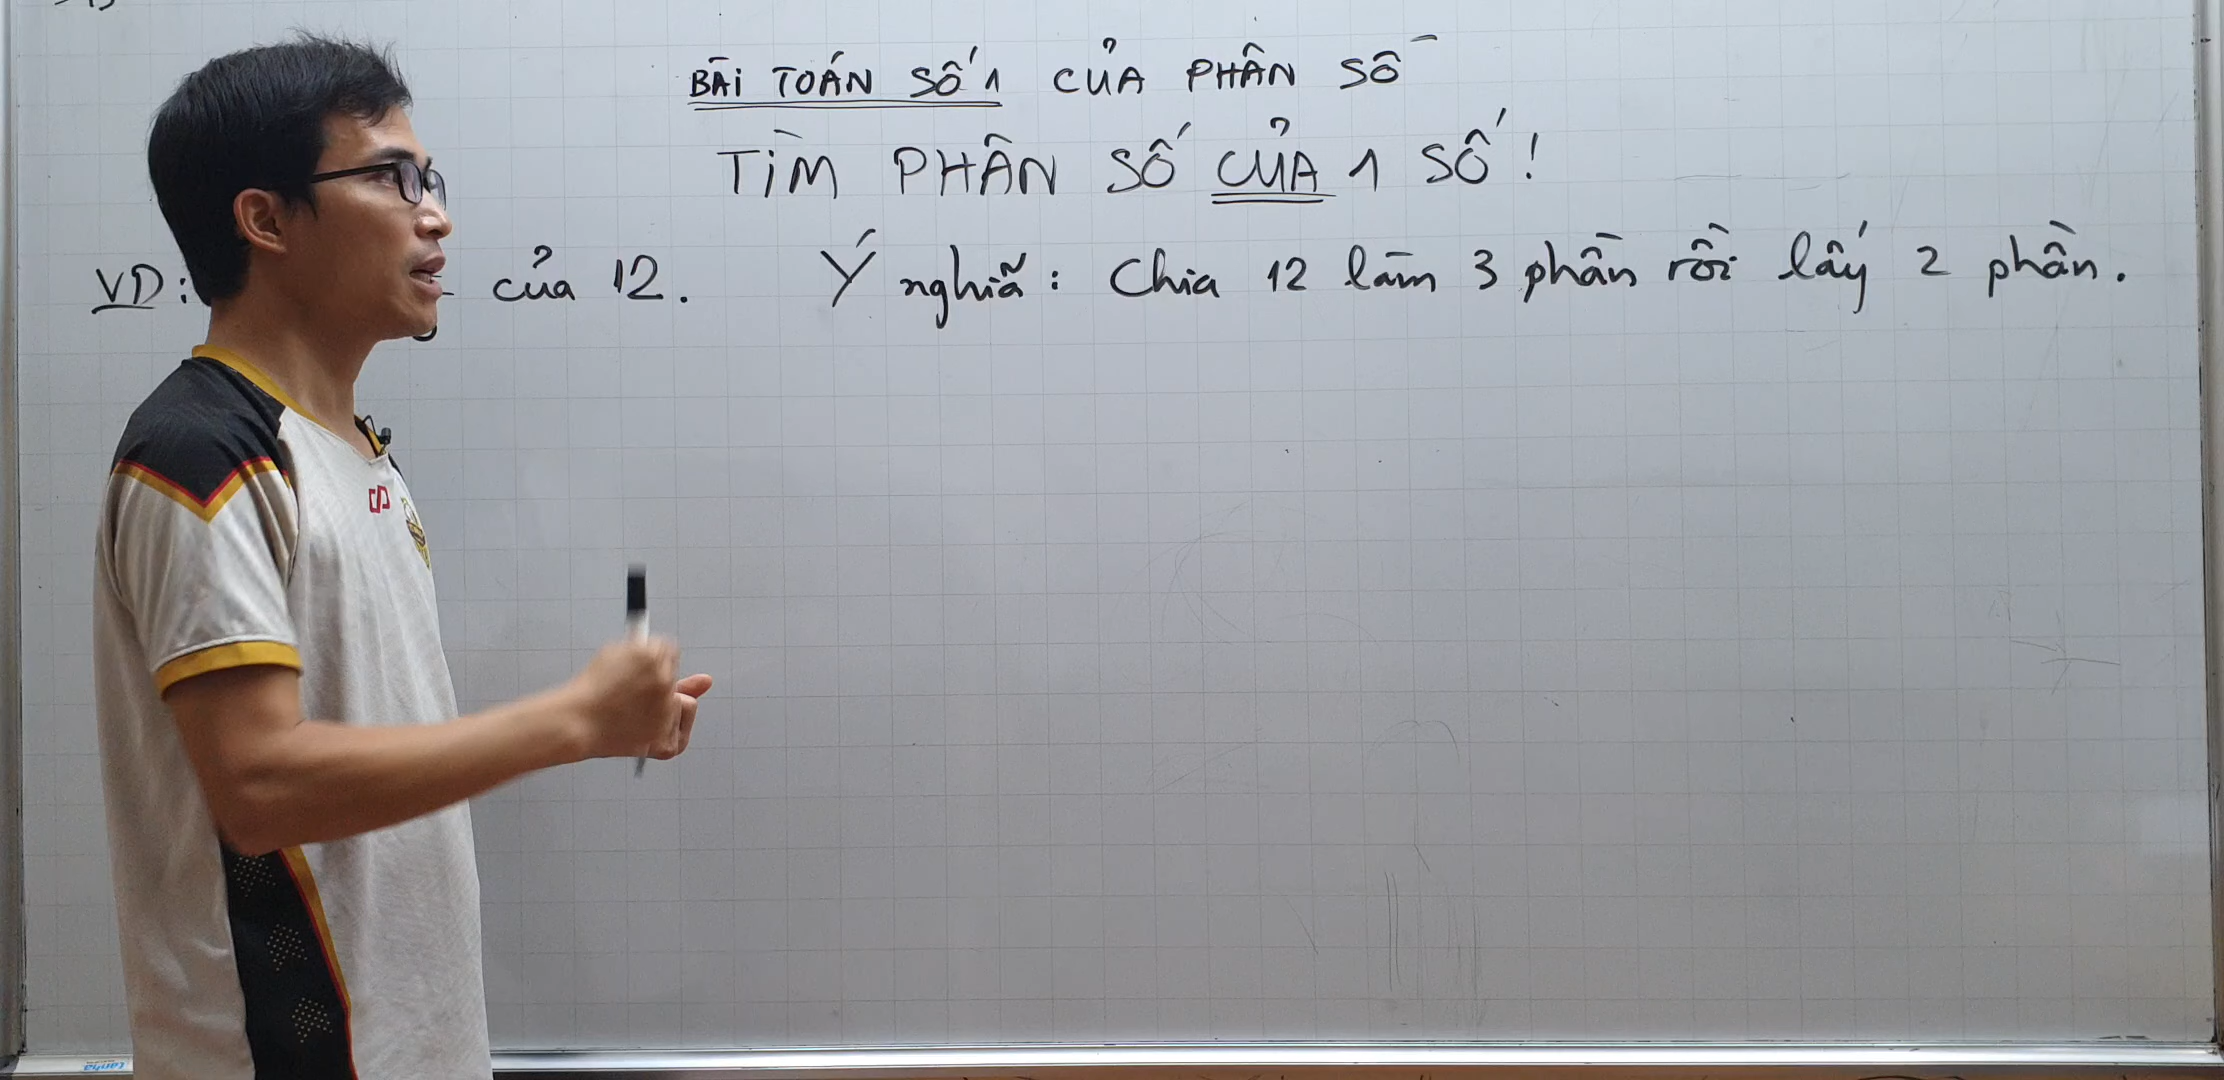 BÀI TOÁN SỐ 1 CỦA PHÂN SỐ
TÌM PHÂN SỐ CỦA 1 SỐ!
VD: của 12. Ý nghĩa: Chia 12 làm 3 phần rồi lấy 2 phần.